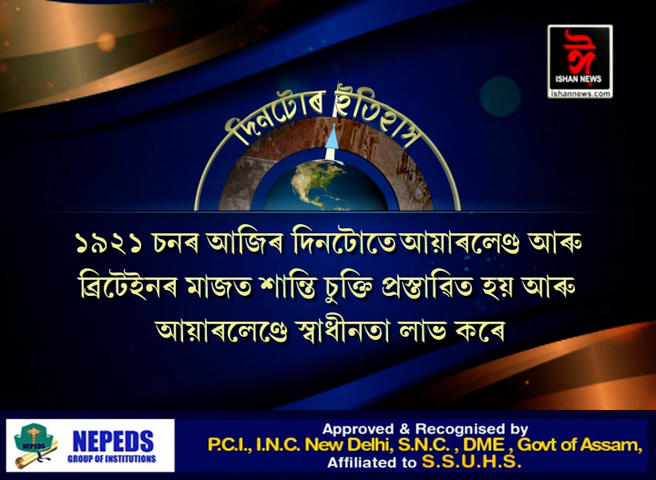 ঈ
ISHAN NEWS
ishannews.com
দিনটোৰ ইতিহাস
১৯২১ চনৰ আজিৰ দিনটোতে আয়াৰলেণ্ড আৰু
ব্ৰিটেইনৰ মাজত শান্তি চুক্তি প্ৰস্তাৱিত হয় আৰু
আয়াৰলেণ্ডে স্বাধীনতা লাভ কৰে
NEPEDS
NEPEDS
GROUP OF INSTITUTIONS
Approved & Recognised by
P.C.I., I.N.C. New Delhi, S.N.C. , DME , Govt of Assam,
Affiliated to S.S.U.H.S.